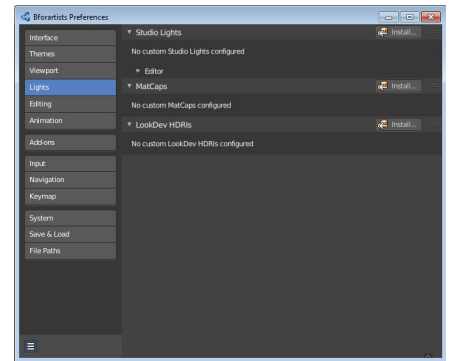 Bforartists Preferences
Interface
Themes
Viewport
Lights
Editing
Animation
Add-ons
Input
Navigation
Keymap
System
Save & Load
File Paths
Studio Lights
Install...
No custom Studio Lights configured
Editor
MatCaps
Install...
No custom MatCaps configured
LookDev HDRIs
Install...
No custom LookDev HDRIs configured